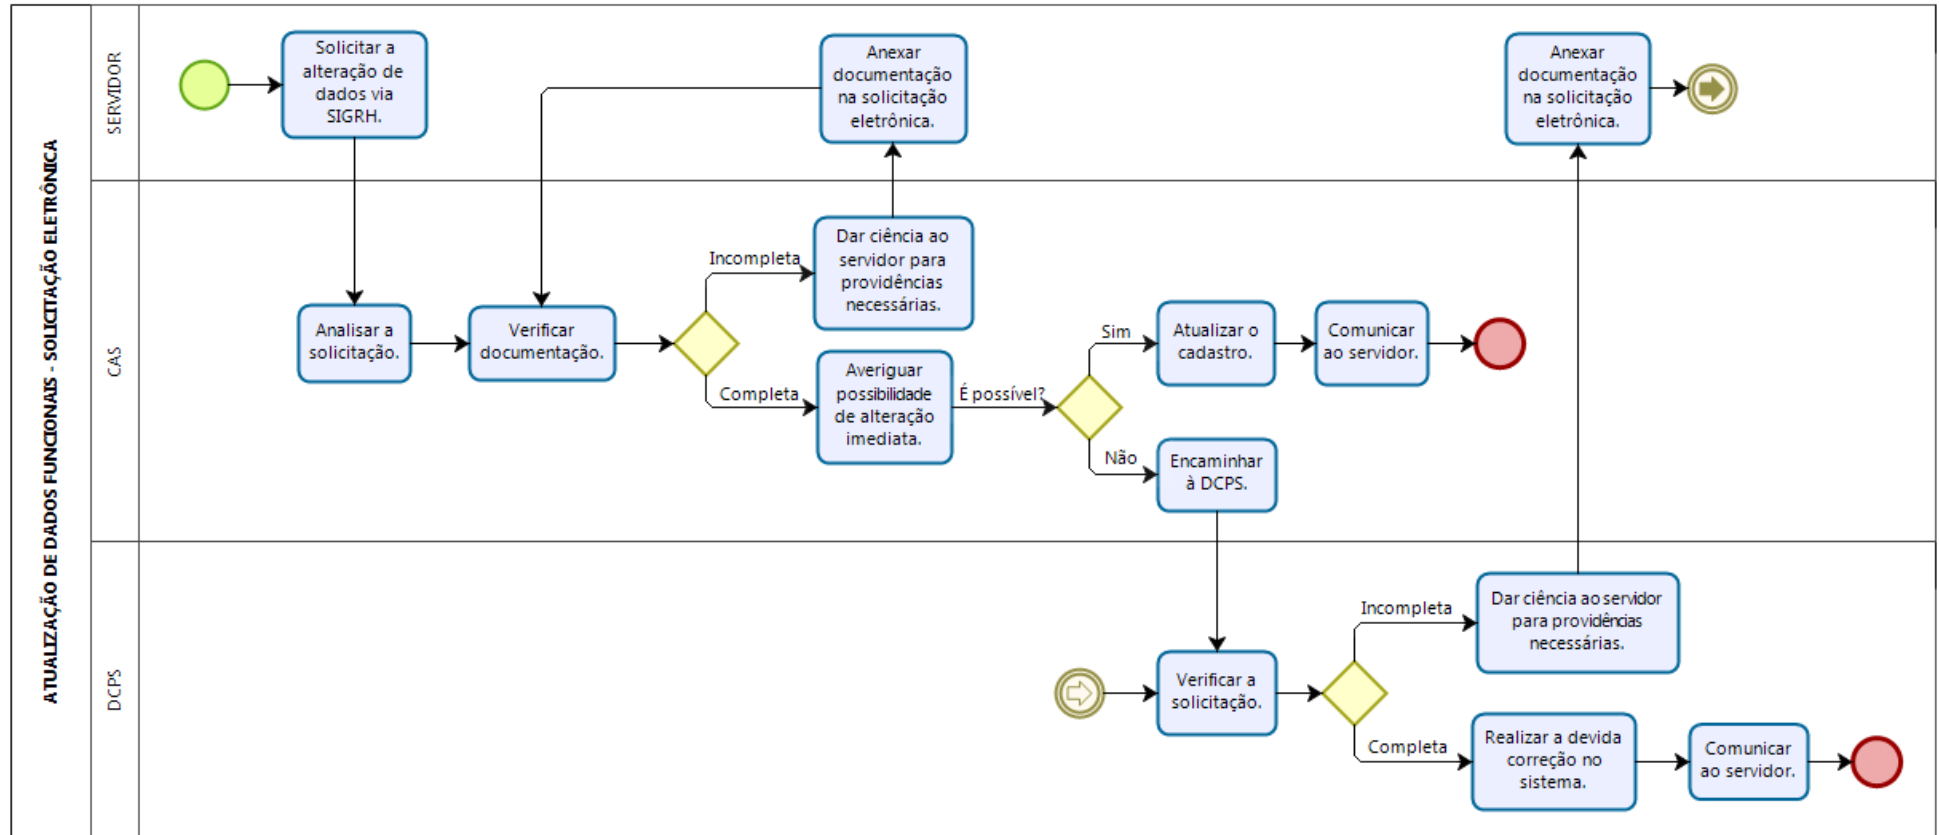 ATUALIZAÇÃO DE DADOS FUNCIONAIS - SOLICITAÇÃO ELETRÔNICA
SERVIDOR
Solicitar a
alteração de
dados via
SIGRH.
Anexar
documentação
na solicitação
eletrônica.
Anexar
documentação
na solicitação
eletrônica.
CAS
Analisar a
solicitação.
Verificar
documentação.
Incompleta
Dar ciência ao
servidor para
providências
necessárias.
Completa
Averiguar
possibilidade
de alteração
imediata.
É possível?
Sim
Atualizar o
cadastro.
Comunicar
ao servidor.
Não
Encaminhar
à DCPS.
DCPS
Verificar a
solicitação.
Incompleta
Dar ciência ao servidor
para providências
necessárias.
Completa
Realizar a devida
correção no
sistema.
Comunicar
ao servidor.